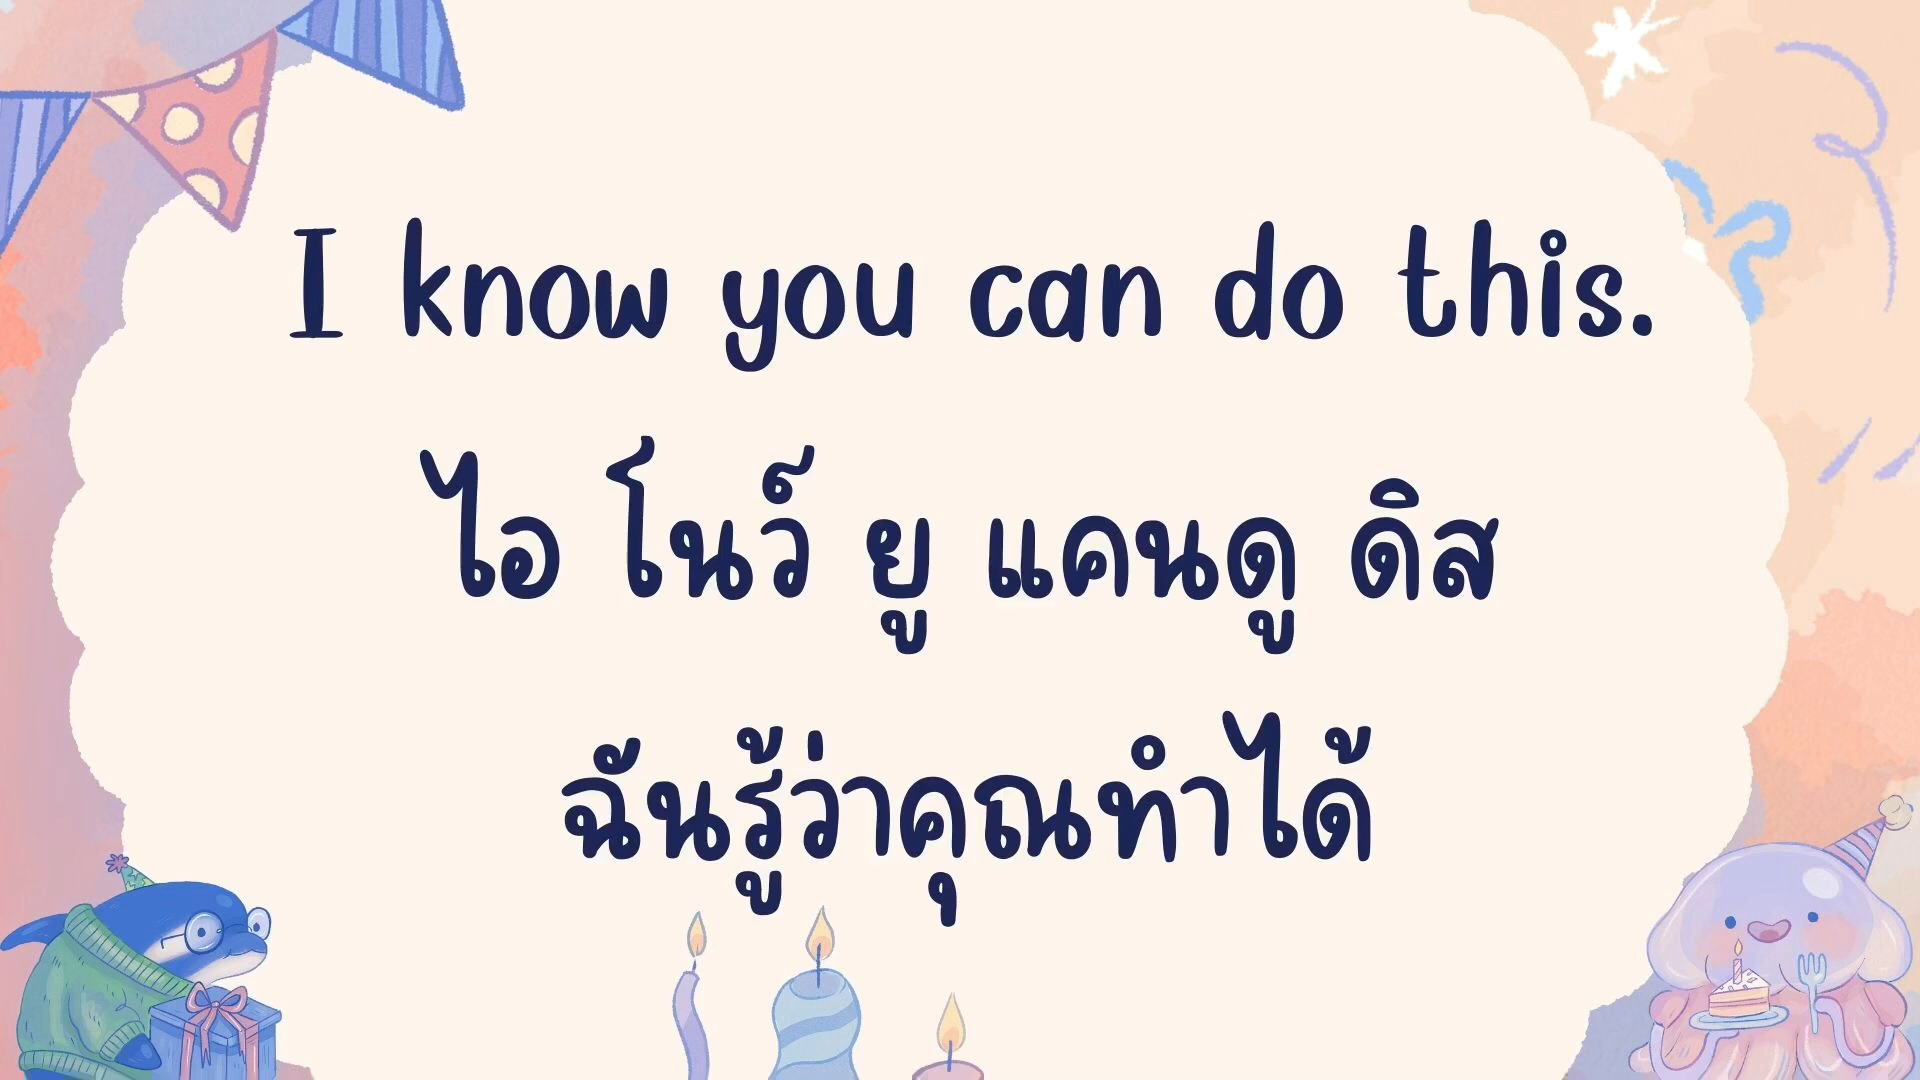 I know you can do this.
ไอ โนว์ ยู แคนดู ดิส
ฉันรู้ว่าคุณทำได้